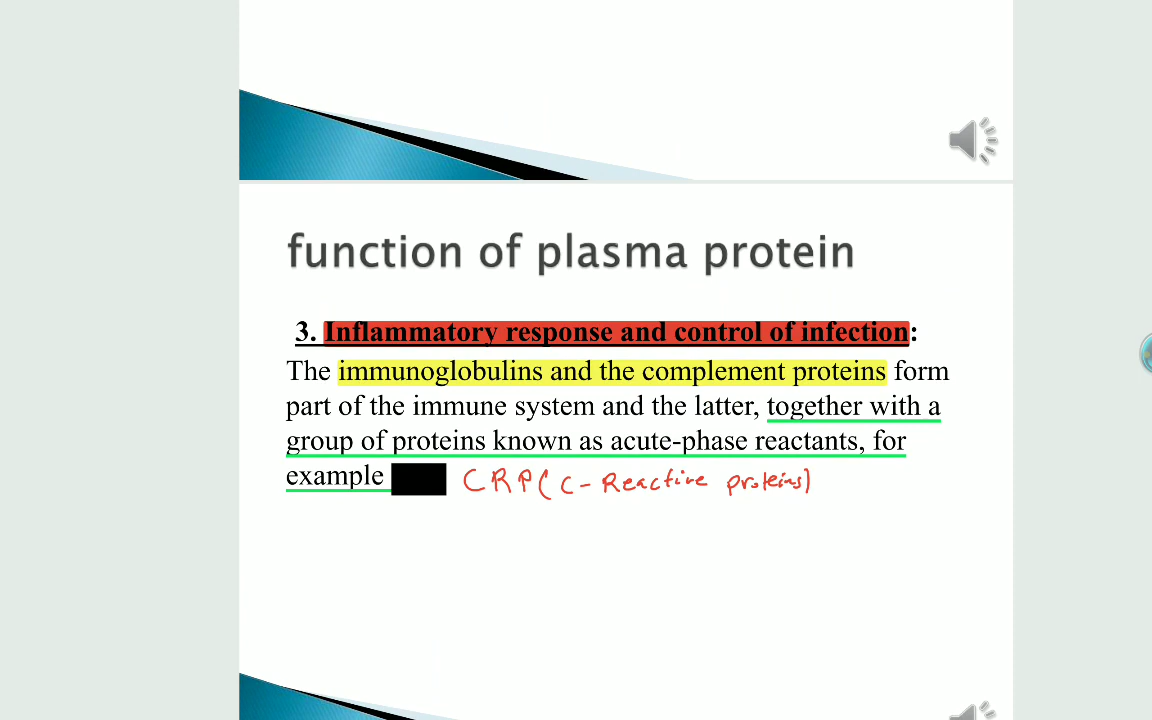 function of plasma protein
3. Inflammatory response and control of infection:
The immunoglobulins and the complement proteins form
part of the immune system and the latter, together with a
group of proteins known as acute-phase reactants, for
example CRP (C-Reactive proteins)